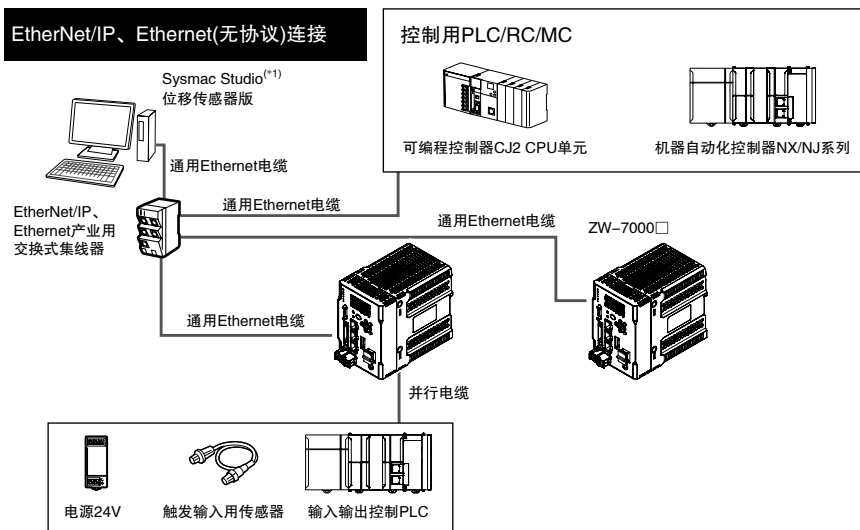 EtherNet/IP、Ethernet(无协议)连接
控制用PLC/RC/MC
Sysmac Studio(*1)
位移传感器版
可编程控制器CJ2 CPU单元
机器自动化控制器NX/NJ系列
通用Ethernet电缆
通用Ethernet电缆
EtherNet/IP、
Ethernet产业用
交换式集线器
通用Ethernet电缆
ZW-7000□
通用Ethernet电缆
并行电缆
电源24V
触发输入用传感器
输入输出控制PLC